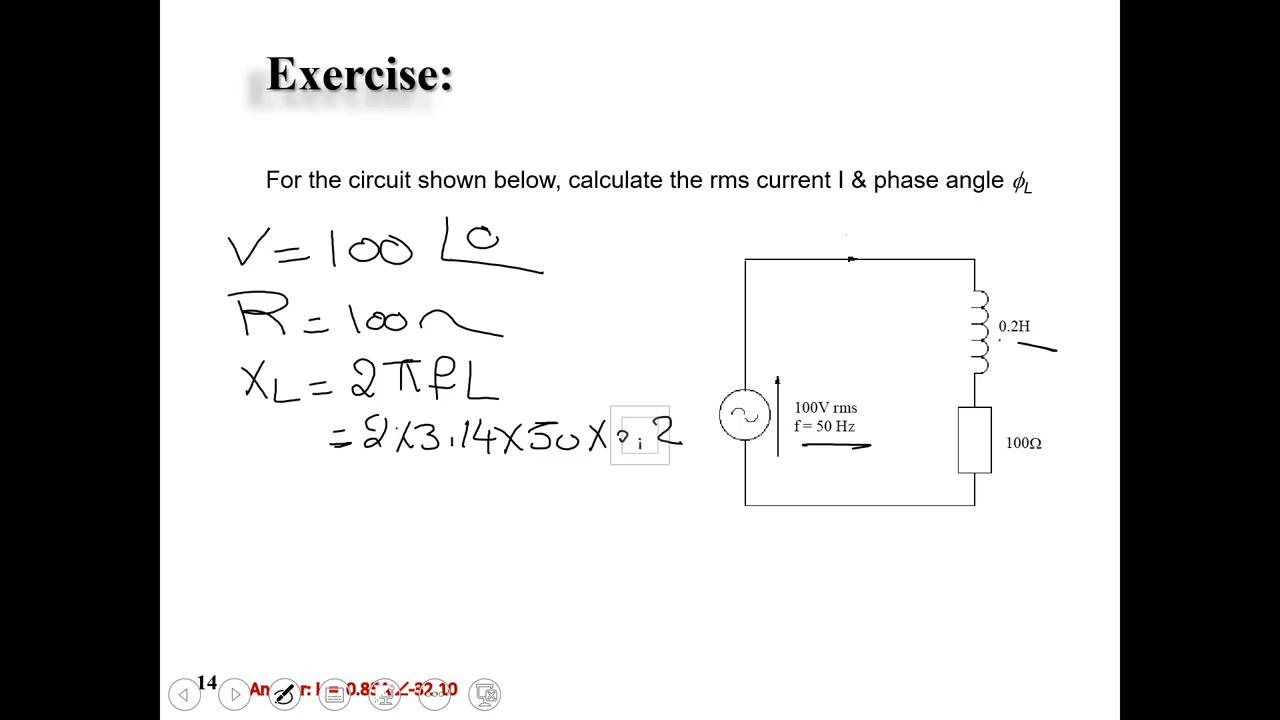 Exercise:
For the circuit shown below, calculate the rms current I & phase angle ϕL
V = 100 ∠0
R = 100Ω
XL = 2πfL
= 2×3.14×50×0.2
0.2H
100V rms
f = 50 Hz
100Ω
14